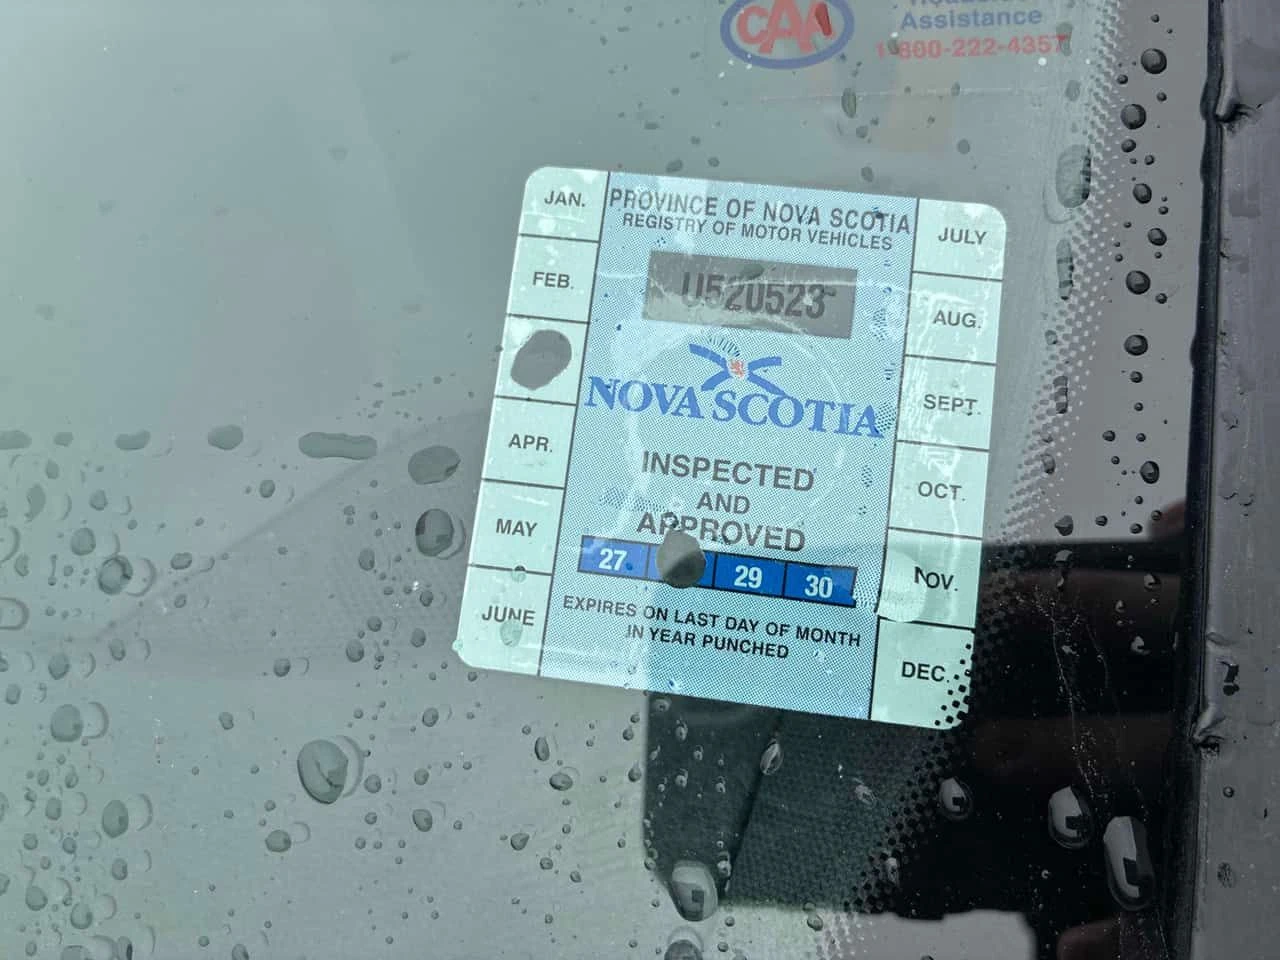 CAA
Assistance
1-800-222-4357
PROVINCE OF NOVA SCOTIA
REGISTRY OF MOTOR VEHICLES
U520523
NOVA SCOTIA
INSPECTED
AND
APPROVED
27 29 30
EXPIRES ON LAST DAY OF MONTH
IN YEAR PUNCHED
JAN.
FEB.
APR.
MAY
JUNE
JULY
AUG.
SEPT.
OCT.
NOV.
DEC.